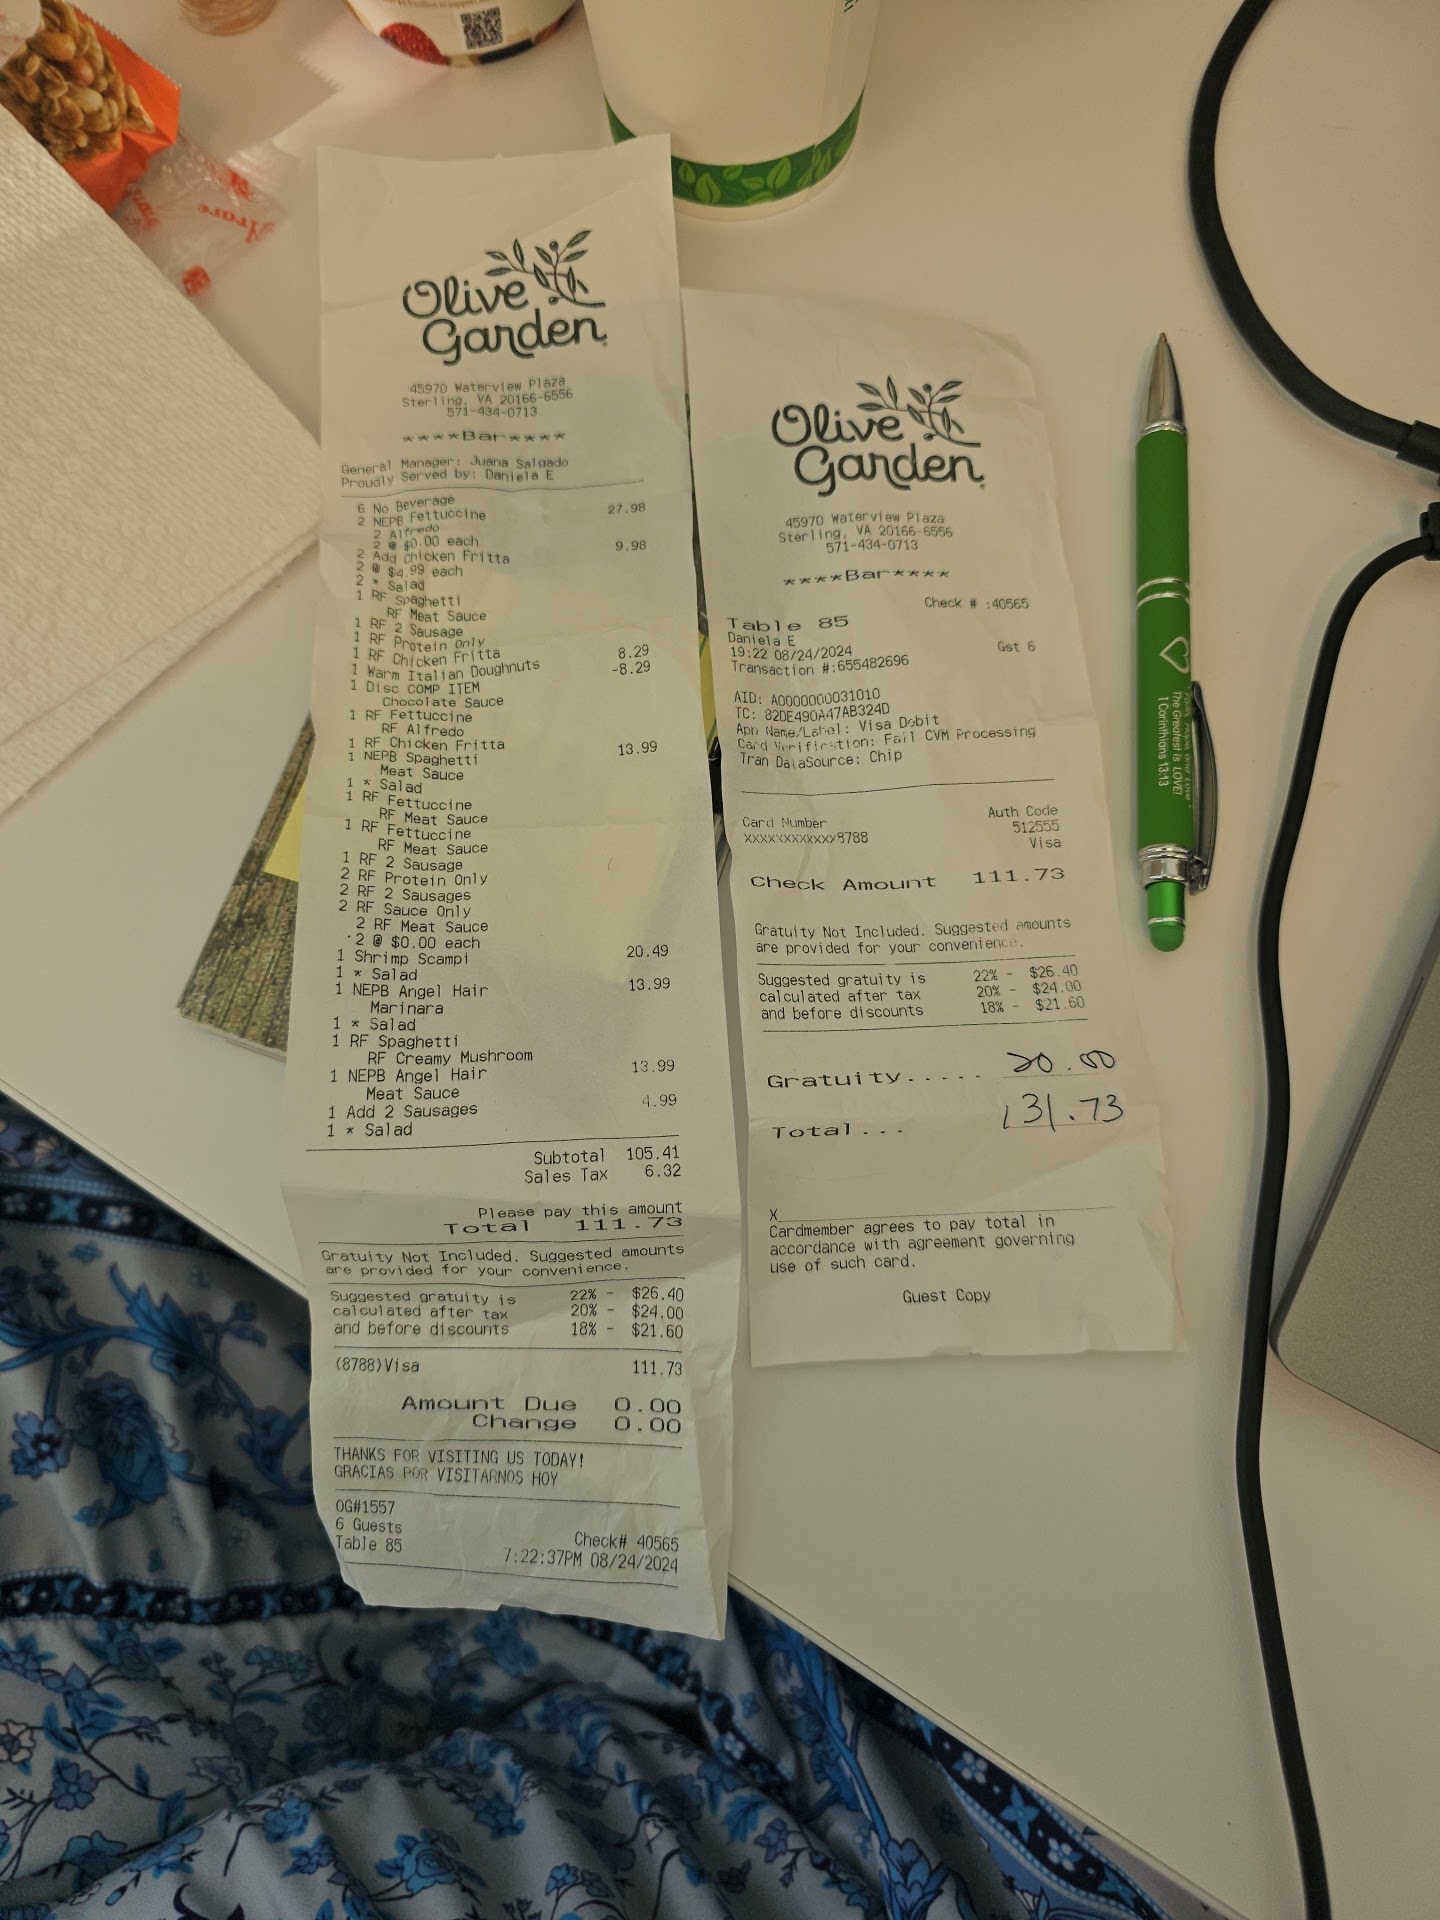 Olive
Garden
45970 Waterview Plaza
Sterling, VA 20166-6556
571-434-0713
****Bar****
General Manager: Juana Salgado
Proudly Served by: Daniela E
6 No Beverage
2 NEPB Fettuccine 27.98
2 Alfredo
2 @ $0.00 each
2 Add Chicken Fritta 9.98
2 @ $4.99 each
2 * Salad
1 RF Spaghetti
RF Meat Sauce
1 RF 2 Sausage
1 RF Protein Only
1 RF Chicken Fritta
1 Warm Italian Doughnuts 8.29
1 Disc COMP ITEM -8.29
Chocolate Sauce
1 RF Fettuccine
RF Alfredo
1 RF Chicken Fritta
1 NEPB Spaghetti 13.99
Meat Sauce
1 * Salad
1 RF Fettuccine
RF Meat Sauce
1 RF Fettuccine
RF Meat Sauce
1 RF 2 Sausage
2 RF Protein Only
2 RF 2 Sausages
2 RF Sauce Only
2 RF Meat Sauce
2 @ $0.00 each
1 Shrimp Scampi 20.49
1 * Salad
1 NEPB Angel Hair 13.99
Marinara
1 * Salad
1 RF Spaghetti
RF Creamy Mushroom
1 NEPB Angel Hair 13.99
Meat Sauce
1 Add 2 Sausages 4.99
1 * Salad
Subtotal 105.41
Sales Tax 6.32
Please pay this amount
Total 111.73
Gratuity Not Included. Suggested amounts
are provided for your convenience.
Suggested gratuity is 22% - $26.40
calculated after tax 20% - $24.00
and before discounts 18% - $21.60
(8788)Visa 111.73
Amount Due 0.00
Change 0.00
THANKS FOR VISITING US TODAY!
GRACIAS POR VISITARNOS HOY
OG#1557
6 Guests
Table 85 Check# 40565
7:22:37PM 08/24/2024
Olive
Garden
45970 Waterview Plaza
Sterling, VA 20166-6556
571-434-0713
****Bar****
Check # :40565
Table 85
Daniela E
19:22 08/24/2024 Gst 6
Transaction #:655482696
AID: A0000000031010
TC: 82DE490A47AB324D
App Name/Label: Visa Debit
Card Verification: Fail CVM Processing
Tran DataSource: Chip
Card Number Auth Code
XXXXXXXXXXXX8788 512555
Visa
Check Amount 111.73
Gratuity Not Included. Suggested amounts
are provided for your convenience.
Suggested gratuity is 22% - $26.40
calculated after tax 20% - $24.00
and before discounts 18% - $21.60
Gratuity..... 20.00
Total... 131.73
X
Cardmember agrees to pay total in
accordance with agreement governing
use of such card.
Guest Copy
The Greatest is LOVE!
1 Corinthians 13:13
Arare